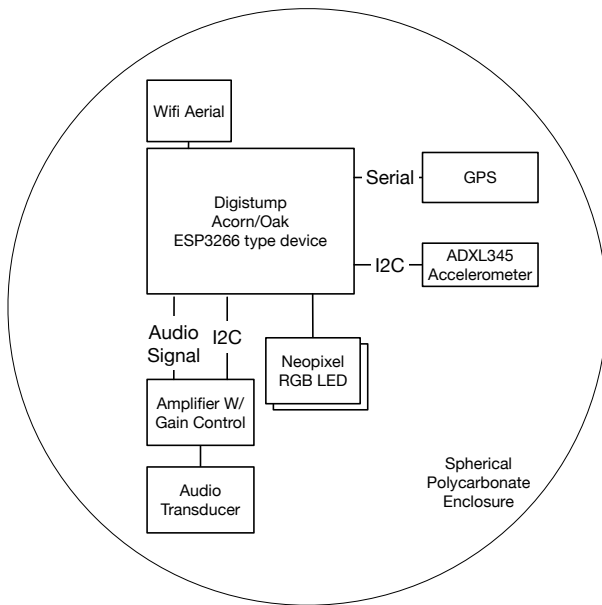 Wifi Aerial
Digistump
Acorn/Oak
ESP3266 type device
Serial
GPS
I2C
ADXL345
Accelerometer
Audio
Signal
I2C
Neopixel
RGB LED
Amplifier W/
Gain Control
Audio
Transducer
Spherical
Polycarbonate
Enclosure